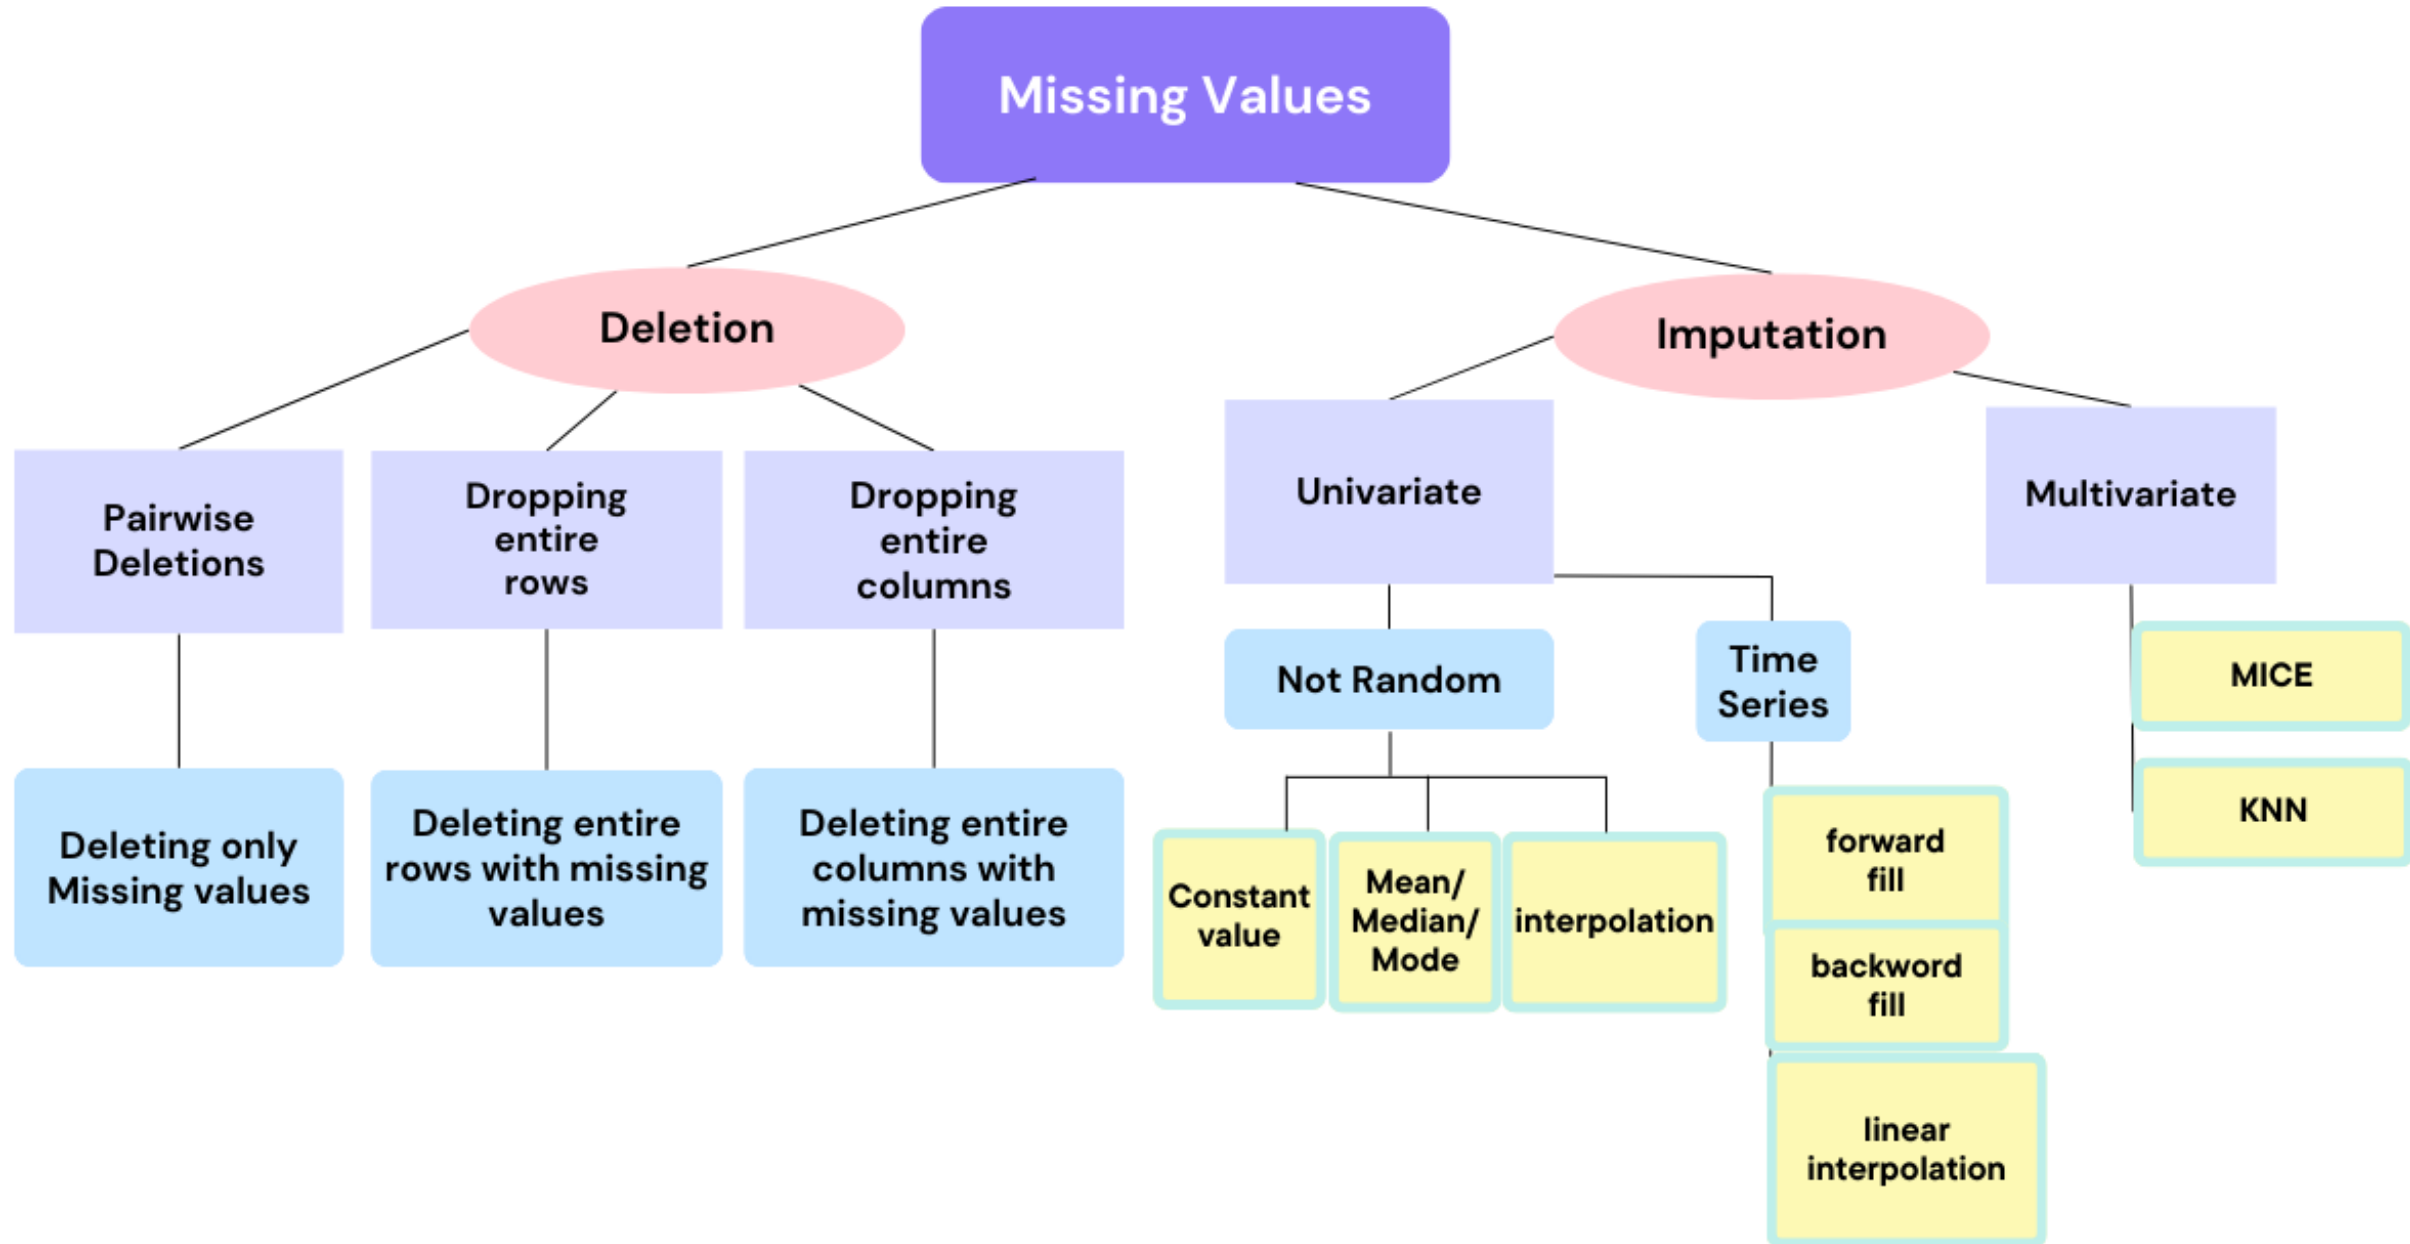 Missing Values
Deletion
Imputation
Pairwise
Deletions
Dropping
entire
rows
Dropping
entire
columns
Univariate
Multivariate
Deleting only
Missing values
Deleting entire
rows with missing
values
Deleting entire
columns with
missing values
Not Random
Time
Series
MICE
KNN
Constant
value
Mean/
Median/
Mode
interpolation
forward
fill
backword
fill
linear
interpolation